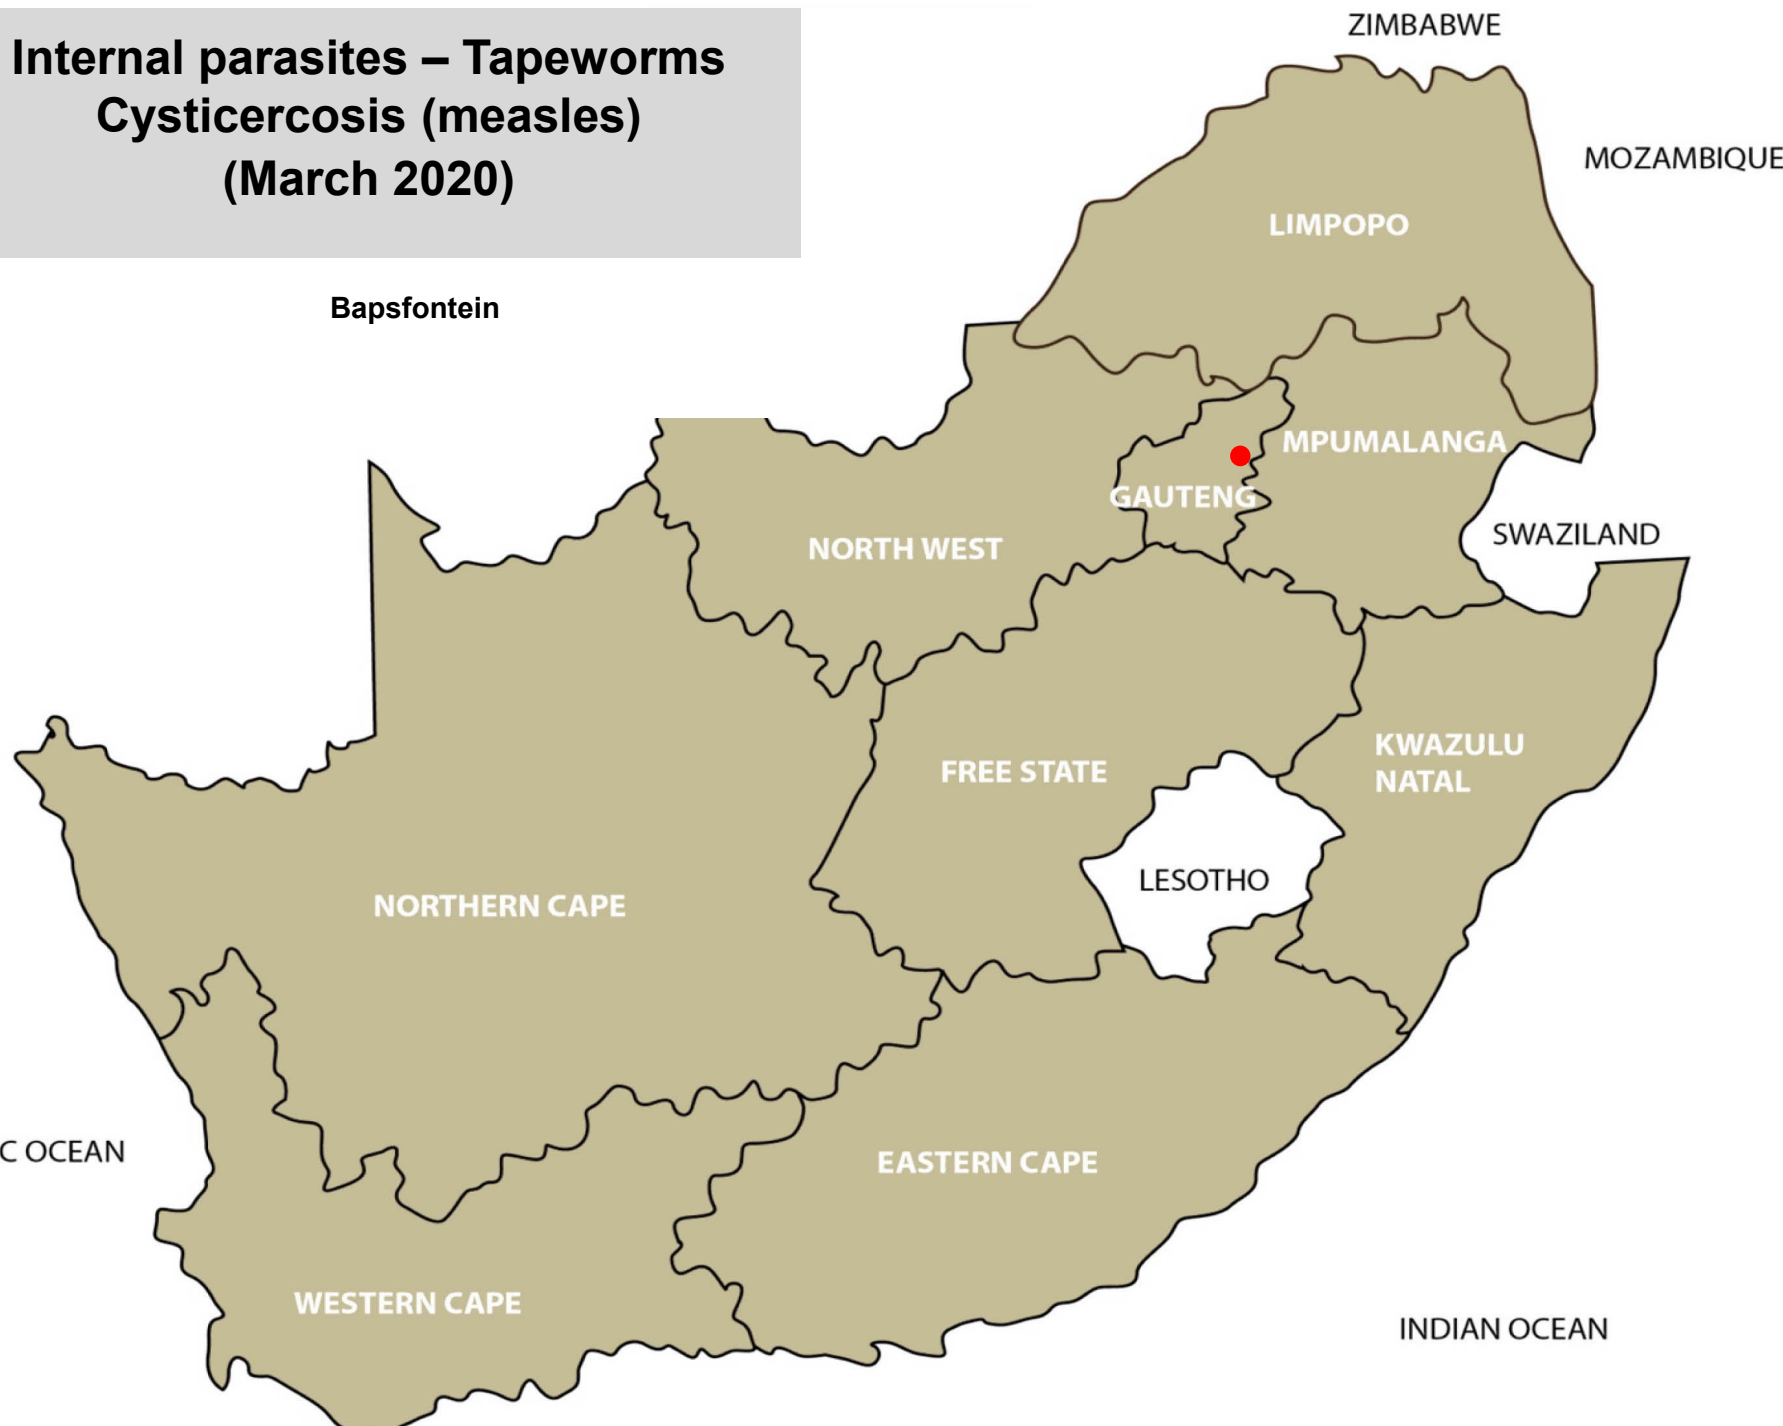 Internal parasites – Tapeworms
Cysticercosis (measles)
(March 2020)
Bapsfontein
ZIMBABWE
MOZAMBIQUE
LIMPOPO
MPUMALANGA
GAUTENG
SWAZILAND
NORTH WEST
KWAZULU
NATAL
FREE STATE
LESOTHO
NORTHERN CAPE
C OCEAN
EASTERN CAPE
WESTERN CAPE
INDIAN OCEAN